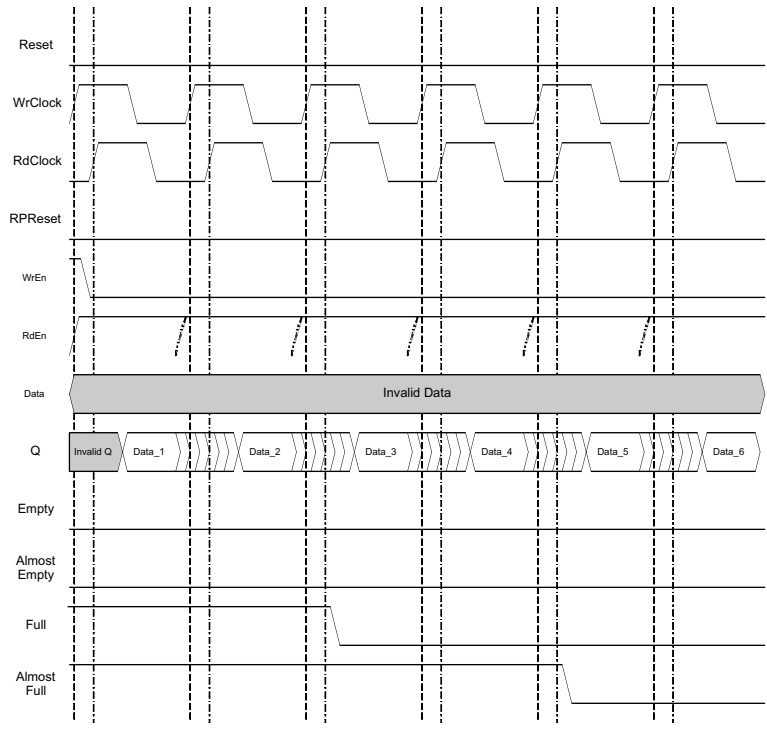 Reset
WrClock
RdClock
RPReset
WrEn
RdEn
Data
Invalid Data
Q
Invalid Q
Data_1
Data_2
Data_3
Data_4
Data_5
Data_6
Empty
Almost
Empty
Full
Almost
Full